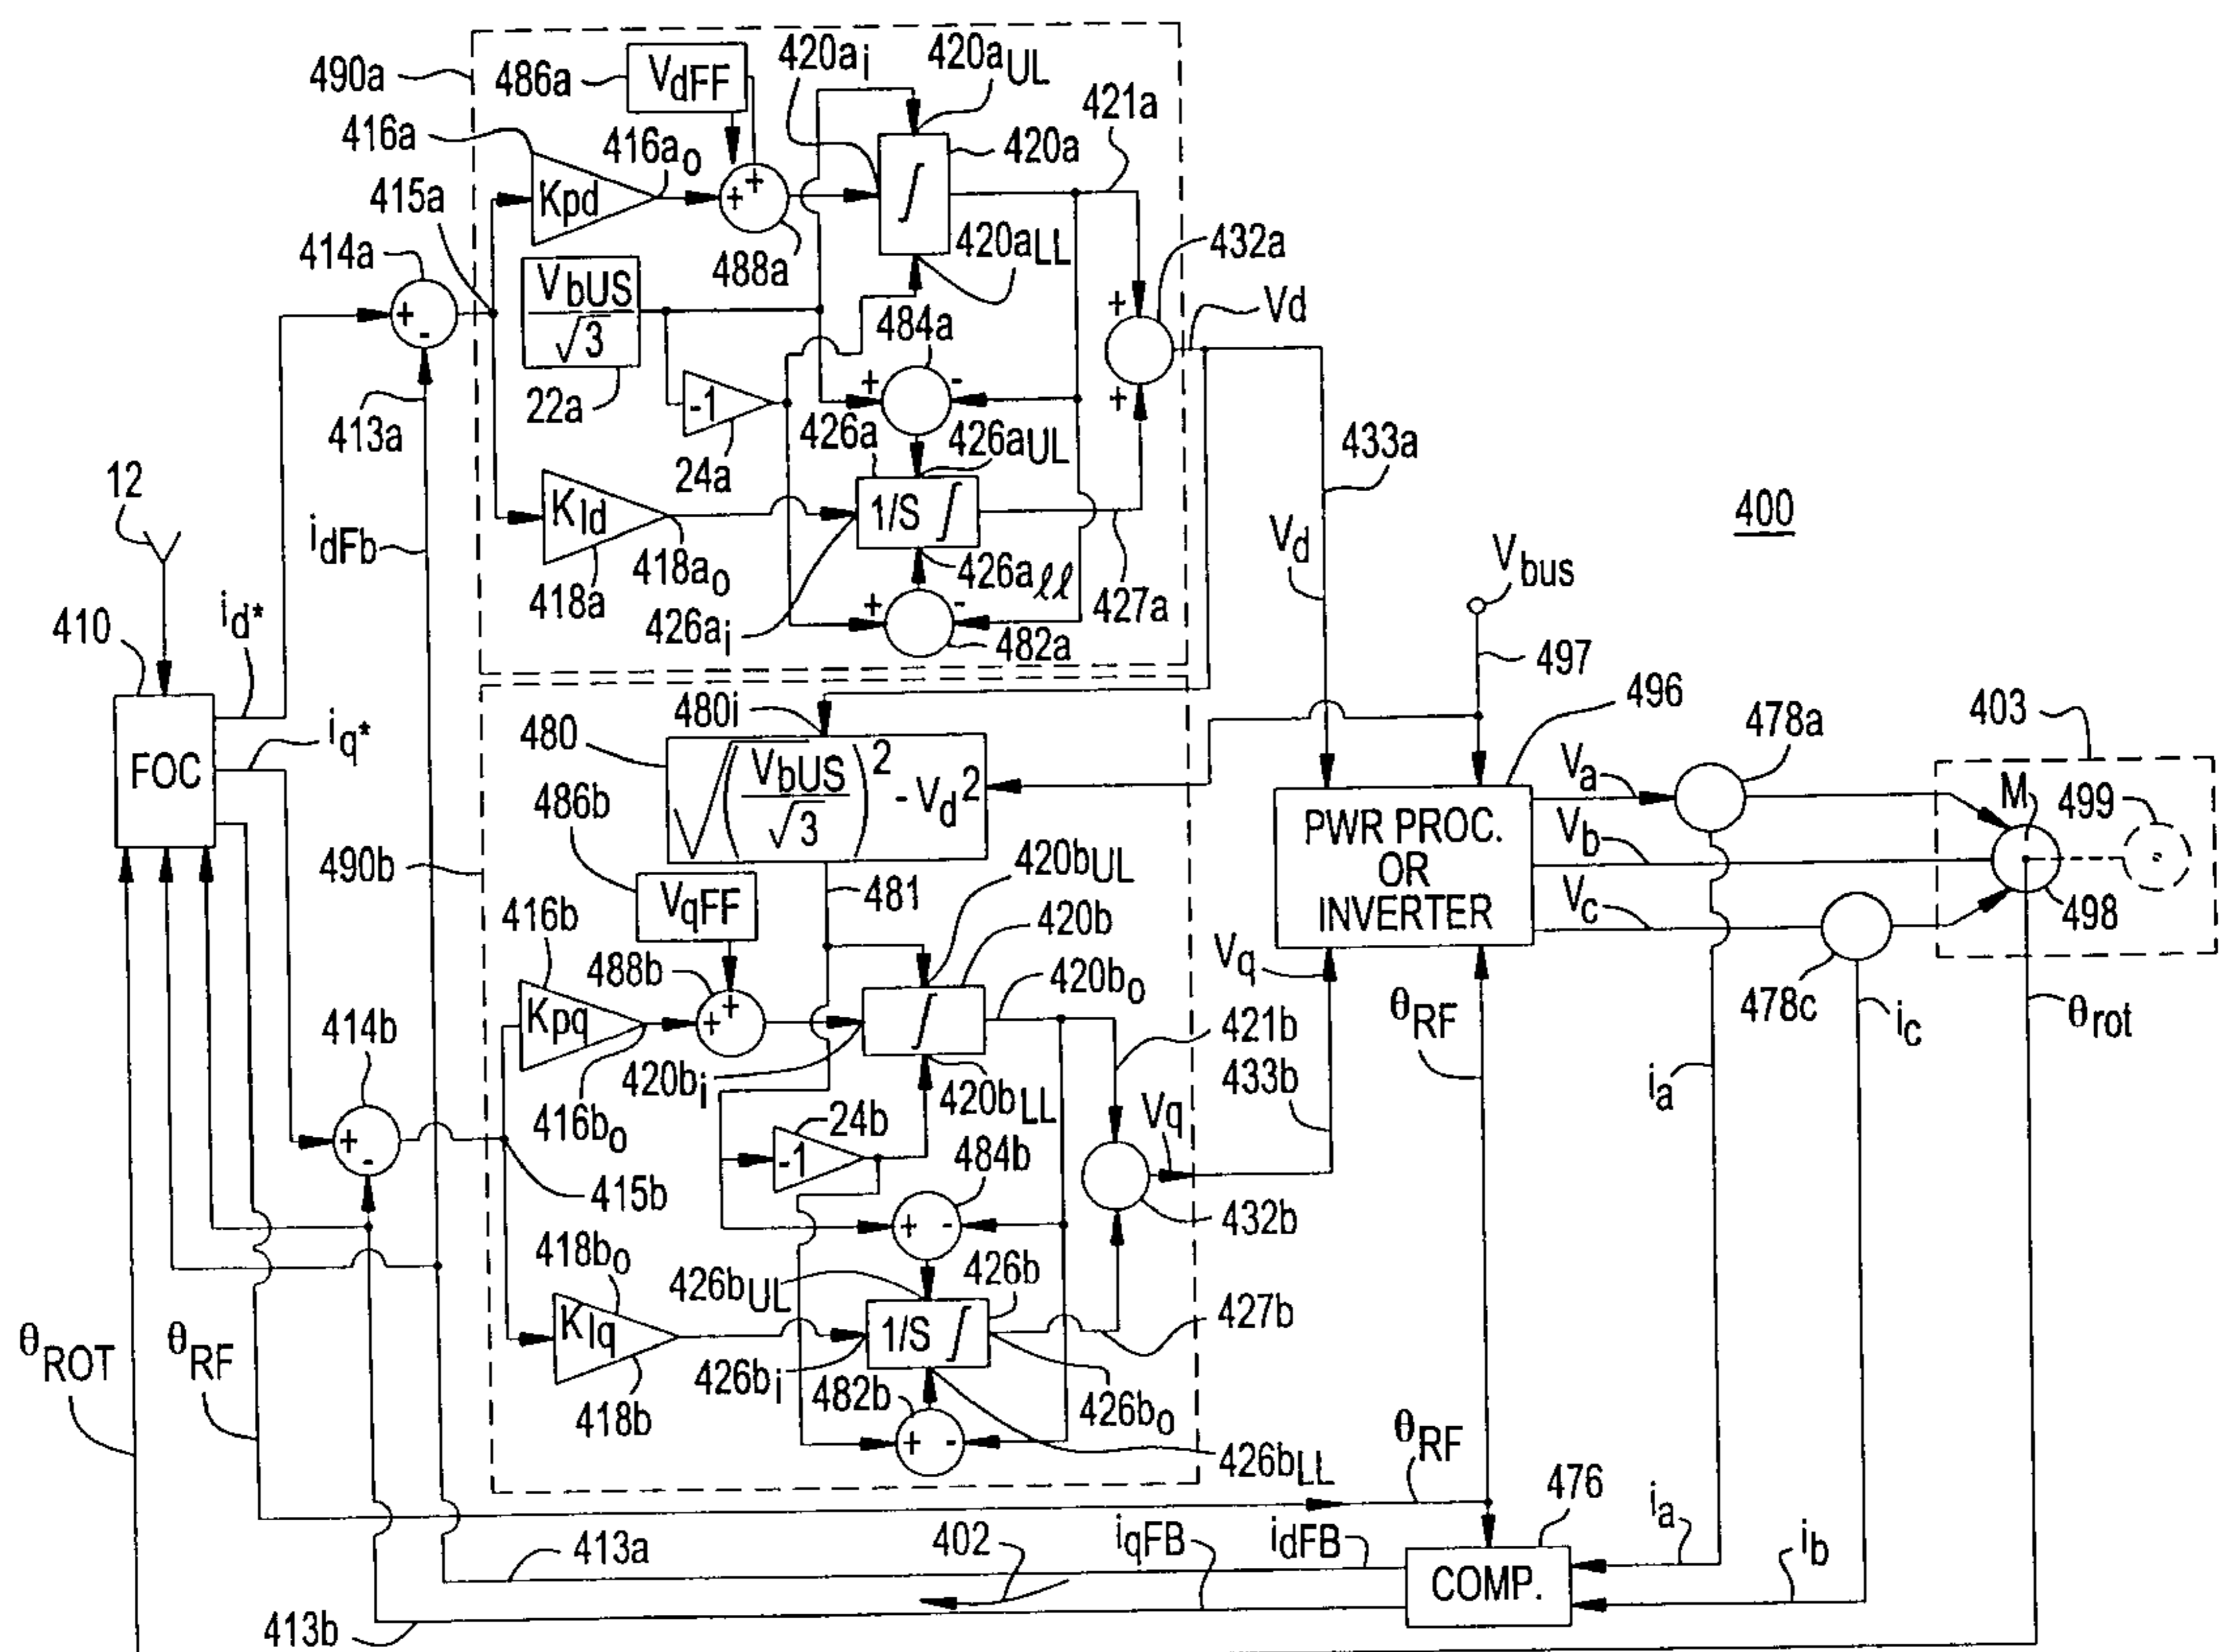 490a
486a
VdFF
420ai
420aUL
421a
416a
416ao
Kpd
+
+
488a
420a
∫
420aLL
415a
414a
+
-
VbUS
√3
22a
-1
24a
484a
+
-
432a
+
+
Vd
413a
426a
426aUL
433a
12
idFb
KId
418a
418ao
1/S ∫
426all
426ai
+
-
482a
427a
Vd
400
Vbus
497
410
id*
iq*
FOC
480i
480
√(VbUS/√3)² - Vd²
496
478a
403
486b
VqFF
481
420bUL
PWR PROC.
OR
INVERTER
Va
Vb
Vc
M
499
498
490b
416b
488b
Kpq
+
+
∫
420b
420bo
Vq
θRF
478c
ic
θrot
414b
+
-
420bi
416bo
420bLL
421b
433b
ia
24b
-1
484b
Vq
415b
+
-
432b
418bo
426bUL
426b
KIq
1/S ∫
427b
θROT
θRF
418b
426bi
482b
426bo
+
-
426bLL
θRF
476
413a
402
iqFB
idFB
ia
ib
COMP.
413b